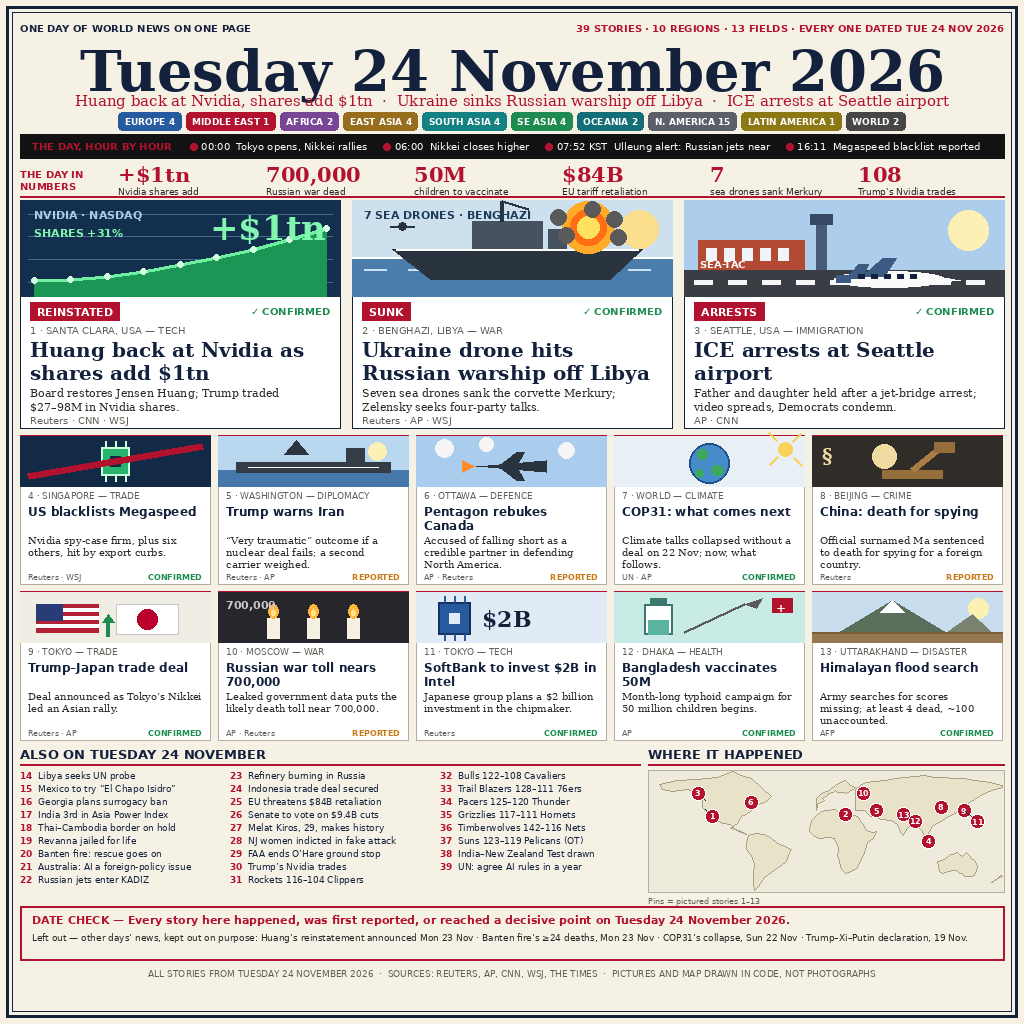 ONE DAY OF WORLD NEWS ON ONE PAGE
39 STORIES · 10 REGIONS · 13 FIELDS · EVERY ONE DATED TUE 24 NOV 2026
Tuesday 24 November 2026
Huang back at Nvidia, shares add $1tn · Ukraine sinks Russian warship off Libya · ICE arrests at Seattle airport
EUROPE 4
MIDDLE EAST 1
AFRICA 2
EAST ASIA 4
SOUTH ASIA 4
SE ASIA 4
OCEANIA 2
N. AMERICA 15
LATIN AMERICA 1
WORLD 2
THE DAY, HOUR BY HOUR
00:00 Tokyo opens, Nikkei rallies
06:00 Nikkei closes higher
07:52 KST Ulleung alert: Russian jets near
16:11 Megaspeed blacklist reported
THE DAY IN
NUMBERS
+$1tn
Nvidia shares add
700,000
Russian war dead
50M
children to vaccinate
$84B
EU tariff retaliation
7
sea drones sank Merkury
108
Trump’s Nvidia trades
NVIDIA · NASDAQ
SHARES +31%
+$1tn
REINSTATED
✓ CONFIRMED
1 · SANTA CLARA, USA — TECH
Huang back at Nvidia as
shares add $1tn
Board restores Jensen Huang; Trump traded
$27–98M in Nvidia shares.
Reuters · CNN · WSJ
7 SEA DRONES · BENGHAZI
SUNK
✓ CONFIRMED
2 · BENGHAZI, LIBYA — WAR
Ukraine drone hits
Russian warship off Libya
Seven sea drones sank the corvette Merkury;
Zelensky seeks four-party talks.
Reuters · AP · WSJ
SEA-TAC
ARRESTS
✓ CONFIRMED
3 · SEATTLE, USA — IMMIGRATION
ICE arrests at Seattle
airport
Father and daughter held after a jet-bridge arrest;
video spreads, Democrats condemn.
AP · CNN
4 · SINGAPORE — TRADE
US blacklists Megaspeed
Nvidia spy-case firm, plus six
others, hit by export curbs.
Reuters · WSJ
CONFIRMED
5 · WASHINGTON — DIPLOMACY
Trump warns Iran
“Very traumatic” outcome if a
nuclear deal fails; a second
carrier weighed.
Reuters · AP
REPORTED
6 · OTTAWA — DEFENCE
Pentagon rebukes
Canada
Accused of falling short as a
credible partner in defending
North America.
AP · Reuters
REPORTED
7 · WORLD — CLIMATE
COP31: what comes next
Climate talks collapsed without a
deal on 22 Nov; now, what
follows.
UN · AP
CONFIRMED
§
8 · BEIJING — CRIME
China: death for spying
Official surnamed Ma sentenced
to death for spying for a foreign
country.
Reuters
REPORTED
9 · TOKYO — TRADE
Trump–Japan trade deal
Deal announced as Tokyo’s Nikkei
led an Asian rally.
Reuters · AP
CONFIRMED
700,000
10 · MOSCOW — WAR
Russian war toll nears
700,000
Leaked government data puts the
likely death toll near 700,000.
AP · Reuters
REPORTED
$2B
11 · TOKYO — TECH
SoftBank to invest $2B in
Intel
Japanese group plans a $2 billion
investment in the chipmaker.
Reuters
CONFIRMED
+
12 · DHAKA — HEALTH
Bangladesh vaccinates
50M
Month-long typhoid campaign for
50 million children begins.
AP
CONFIRMED
13 · UTTARAKHAND — DISASTER
Himalayan flood search
Army searches for scores
missing; at least 4 dead, ~100
unaccounted.
AFP
CONFIRMED
ALSO ON TUESDAY 24 NOVEMBER
14 Libya seeks UN probe
15 Mexico to try “El Chapo Isidro”
16 Georgia plans surrogacy ban
17 India 3rd in Asia Power Index
18 Thai–Cambodia border on hold
19 Revanna jailed for life
20 Banten fire: rescue goes on
21 Australia: AI a foreign-policy issue
22 Russian jets enter KADIZ
23 Refinery burning in Russia
24 Indonesia trade deal secured
25 EU threatens $84B retaliation
26 Senate to vote on $9.4B cuts
27 Melat Kiros, 29, makes history
28 NJ women indicted in fake attack
29 FAA ends O’Hare ground stop
30 Trump’s Nvidia trades
31 Rockets 116–104 Clippers
32 Bulls 122–108 Cavaliers
33 Trail Blazers 128–111 76ers
34 Pacers 125–120 Thunder
35 Grizzlies 117–111 Hornets
36 Timberwolves 142–116 Nets
37 Suns 123–119 Pelicans (OT)
38 India–New Zealand Test drawn
39 UN: agree AI rules in a year
WHERE IT HAPPENED
3
1
6
10
2
5
13
12
8
9
11
4
Pins = pictured stories 1–13
DATE CHECK — Every story here happened, was first reported, or reached a decisive point on Tuesday 24 November 2026.
Left out — other days’ news, kept out on purpose: Huang’s reinstatement announced Mon 23 Nov · Banten fire’s ≥24 deaths, Mon 23 Nov · COP31’s collapse, Sun 22 Nov · Trump–Xi–Putin declaration, 19 Nov.
ALL STORIES FROM TUESDAY 24 NOVEMBER 2026 · SOURCES: REUTERS, AP, CNN, WSJ, THE TIMES · PICTURES AND MAP DRAWN IN CODE, NOT PHOTOGRAPHS